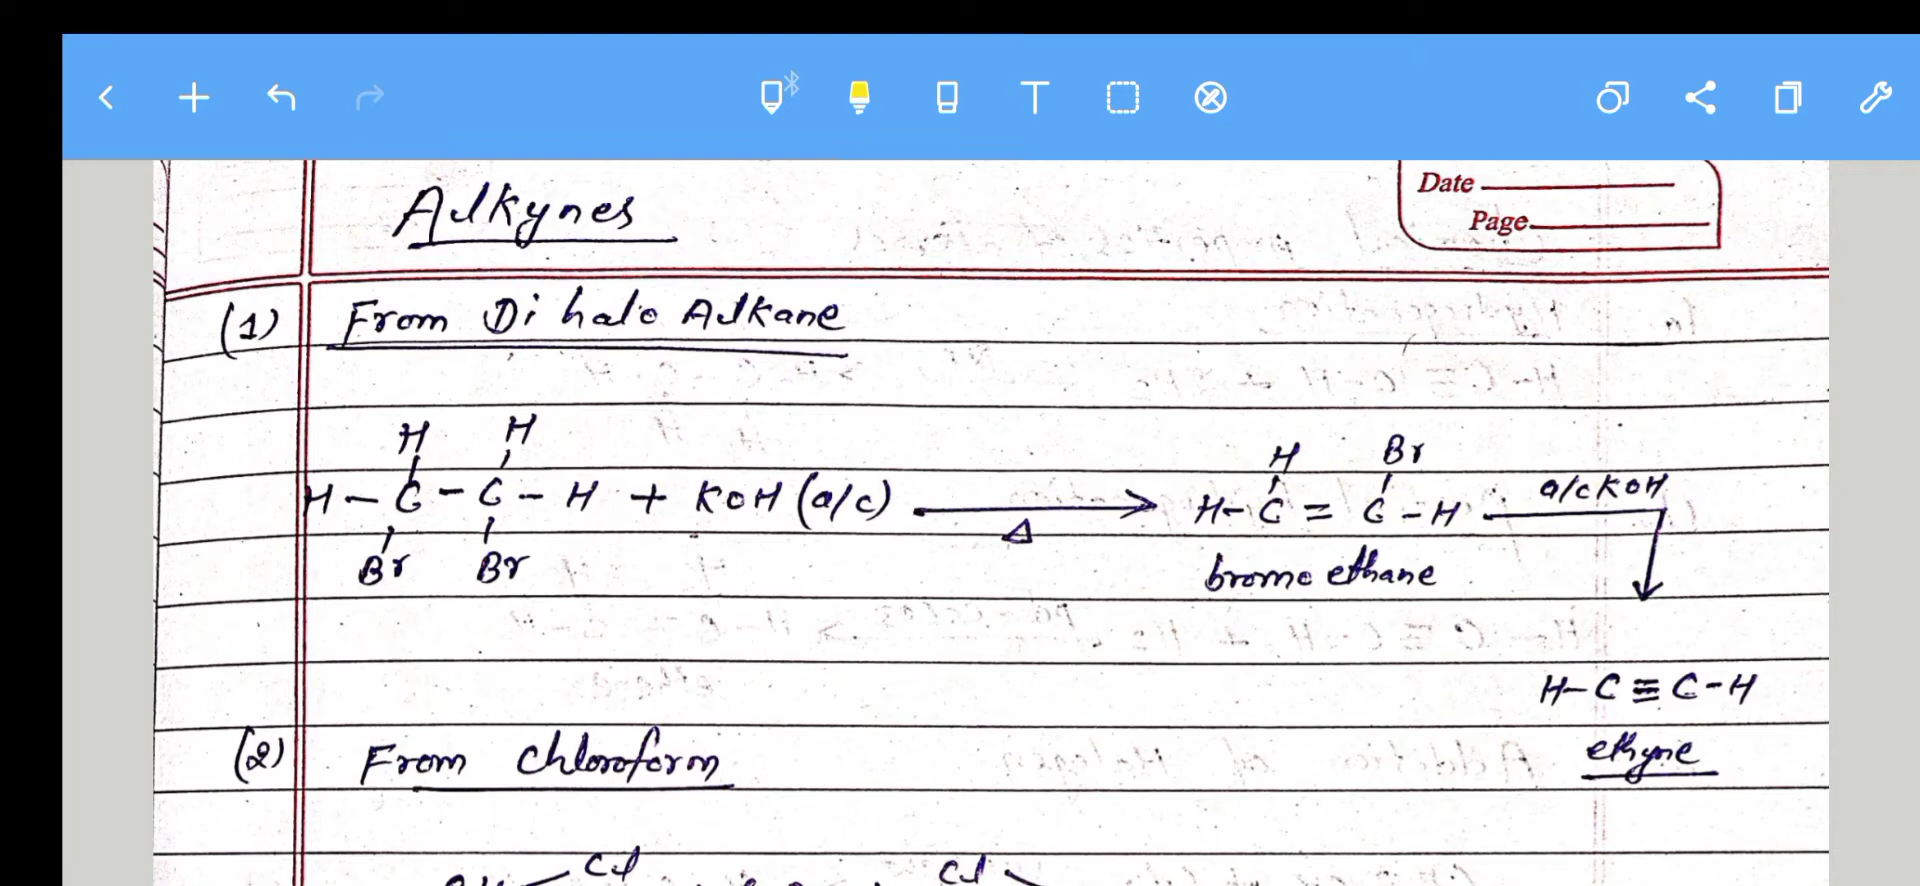 Date
Page
Alkynes
(1) From Di halo Alkane
H H
H - C - C - H + KOH (a/c) → Δ
Br Br
H Br
H - C = C - H a/c KOH
bromo ethane
H - C ≡ C - H
ethyne
(2) From chloroform
Cl Cl